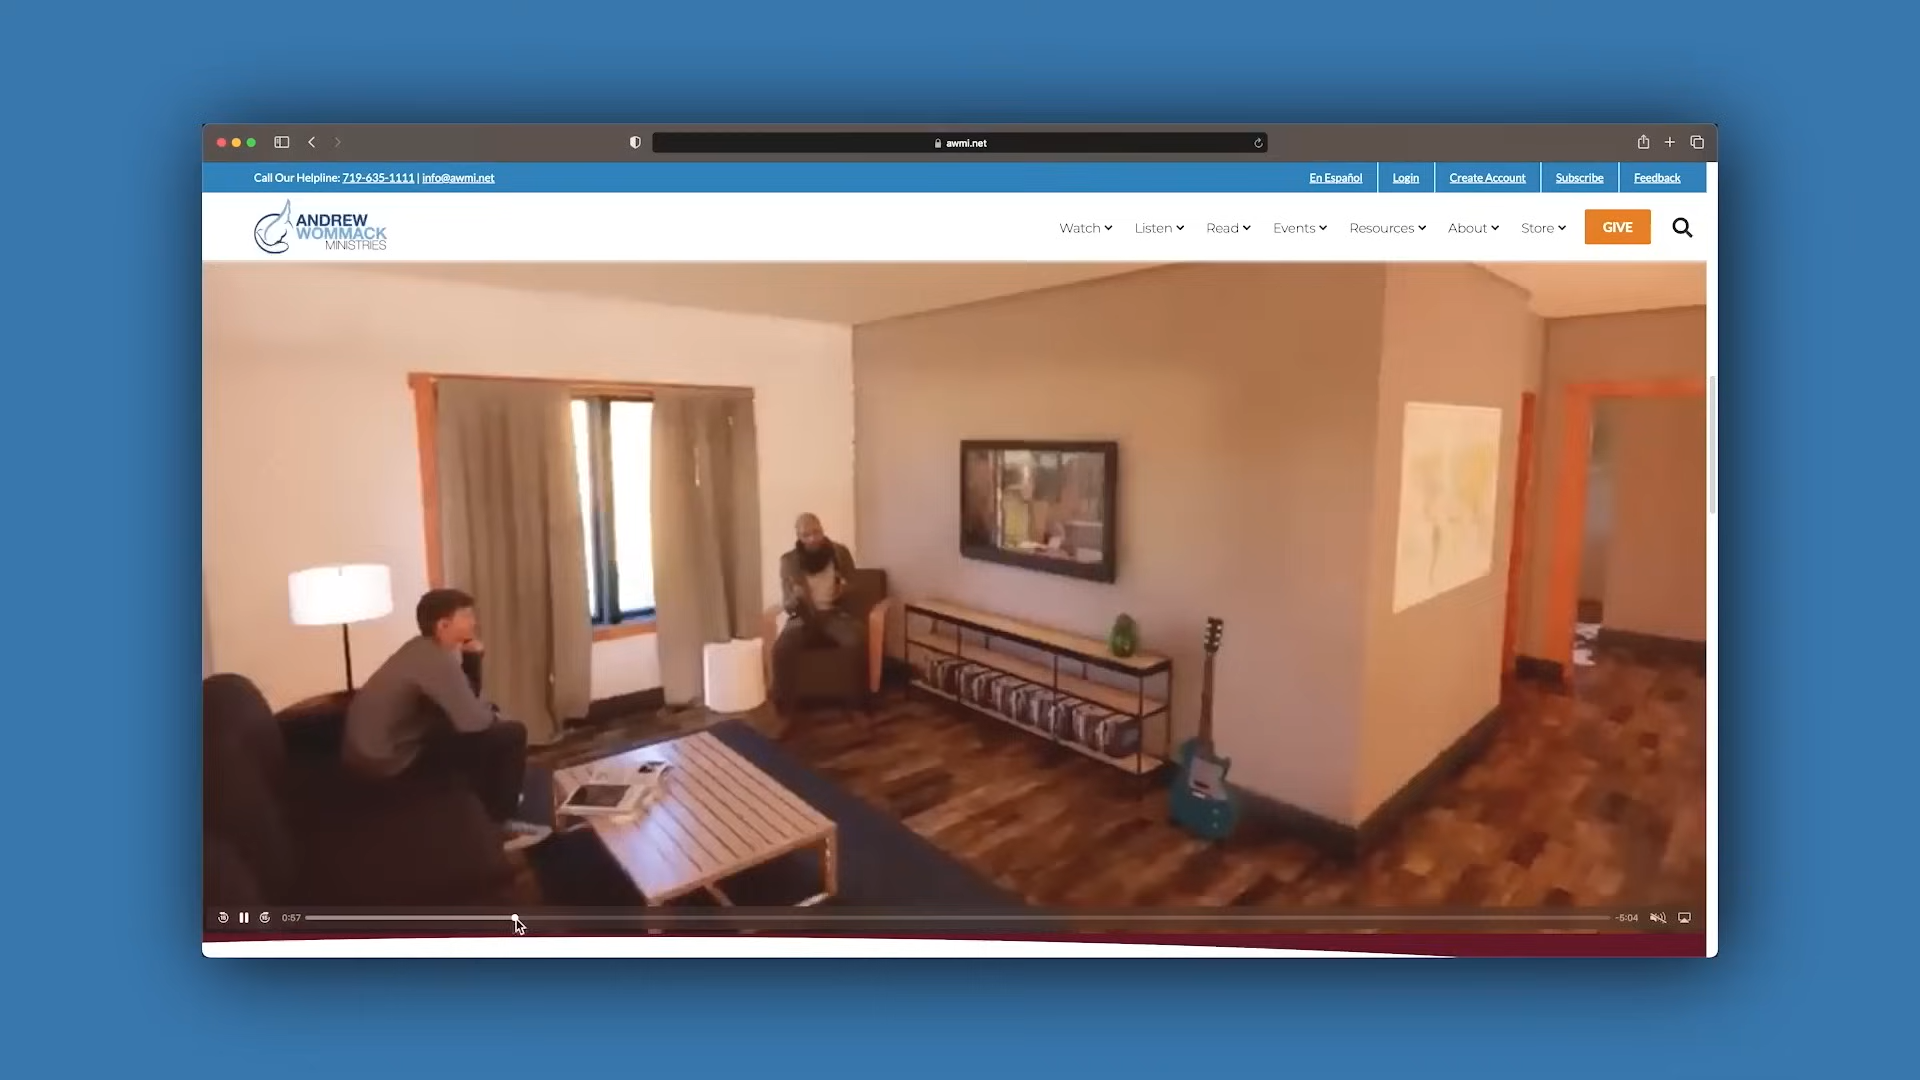 awmi.net
Call Our Helpline: 719-635-1111 | info@awmi.net
En Español
Login
Create Account
Subscribe
Feedback
ANDREW
WOMMACK
MINISTRIES
Watch
Listen
Read
Events
Resources
About
Store
GIVE
0:57
-5:04